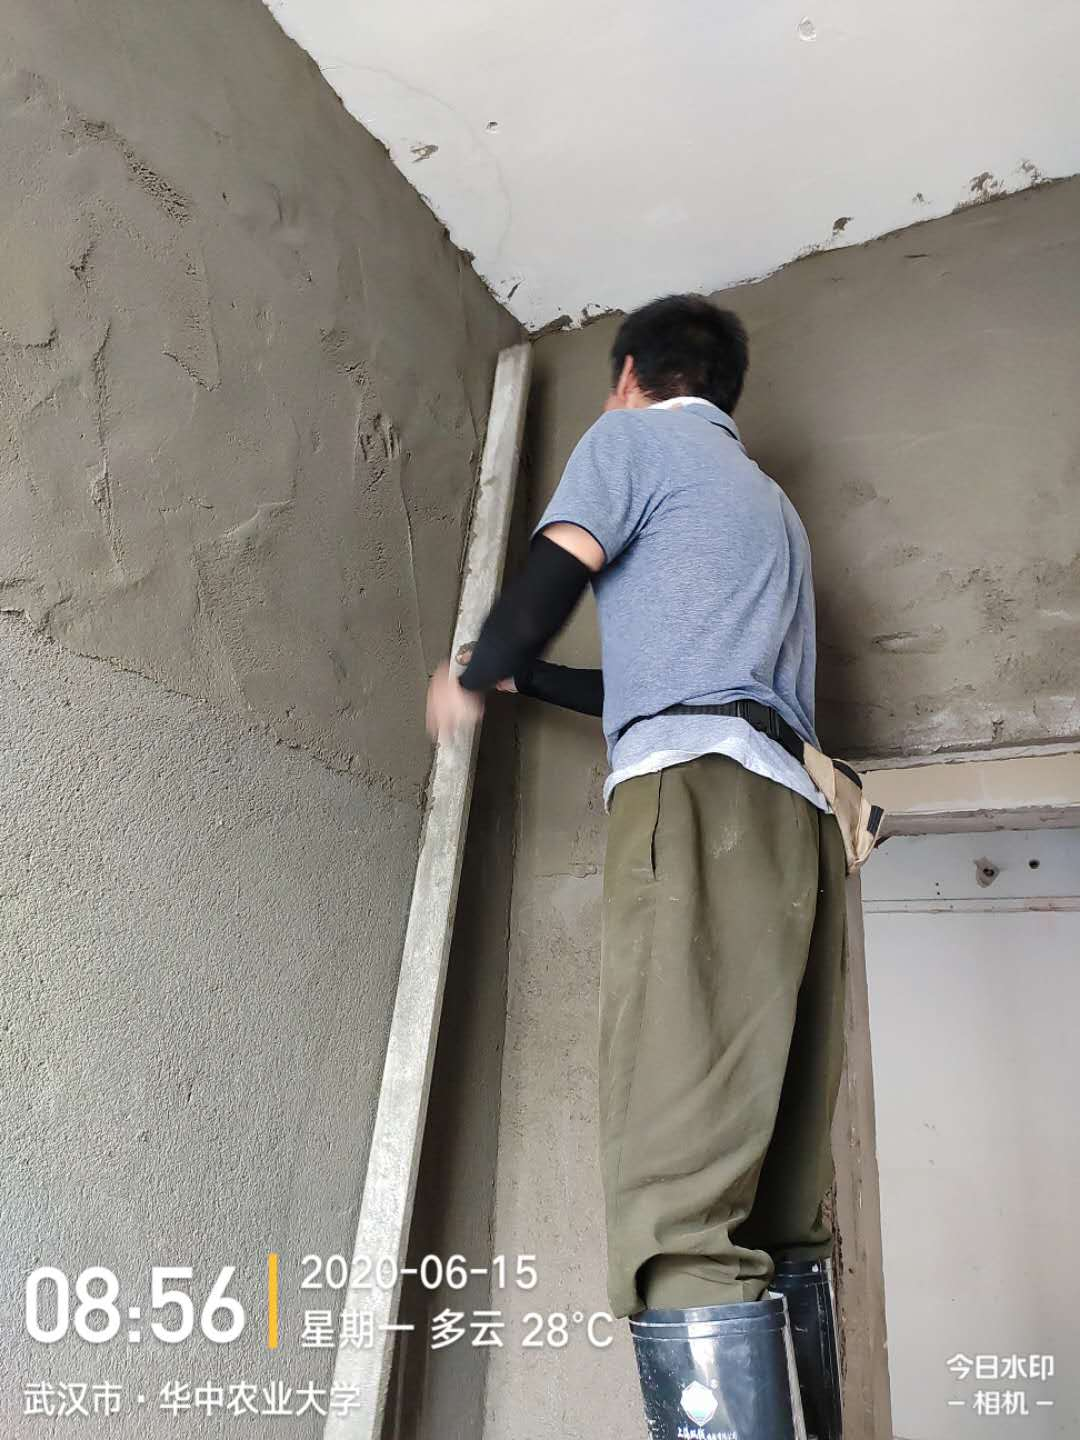 08:56
2020-06-15
星期一 多云 28°C
武汉市·华中农业大学
今日水印
-相机-